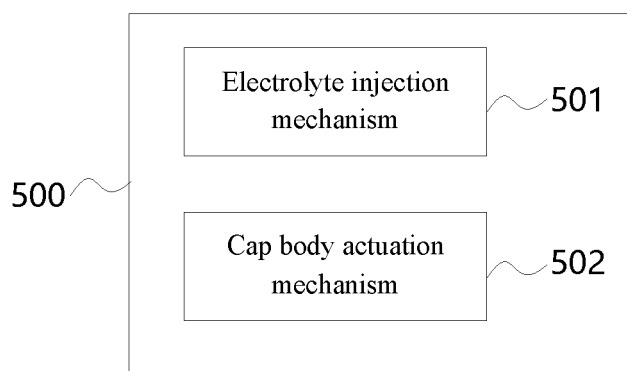 Electrolyte injection
mechanism
501
500
Cap body actuation
mechanism
502